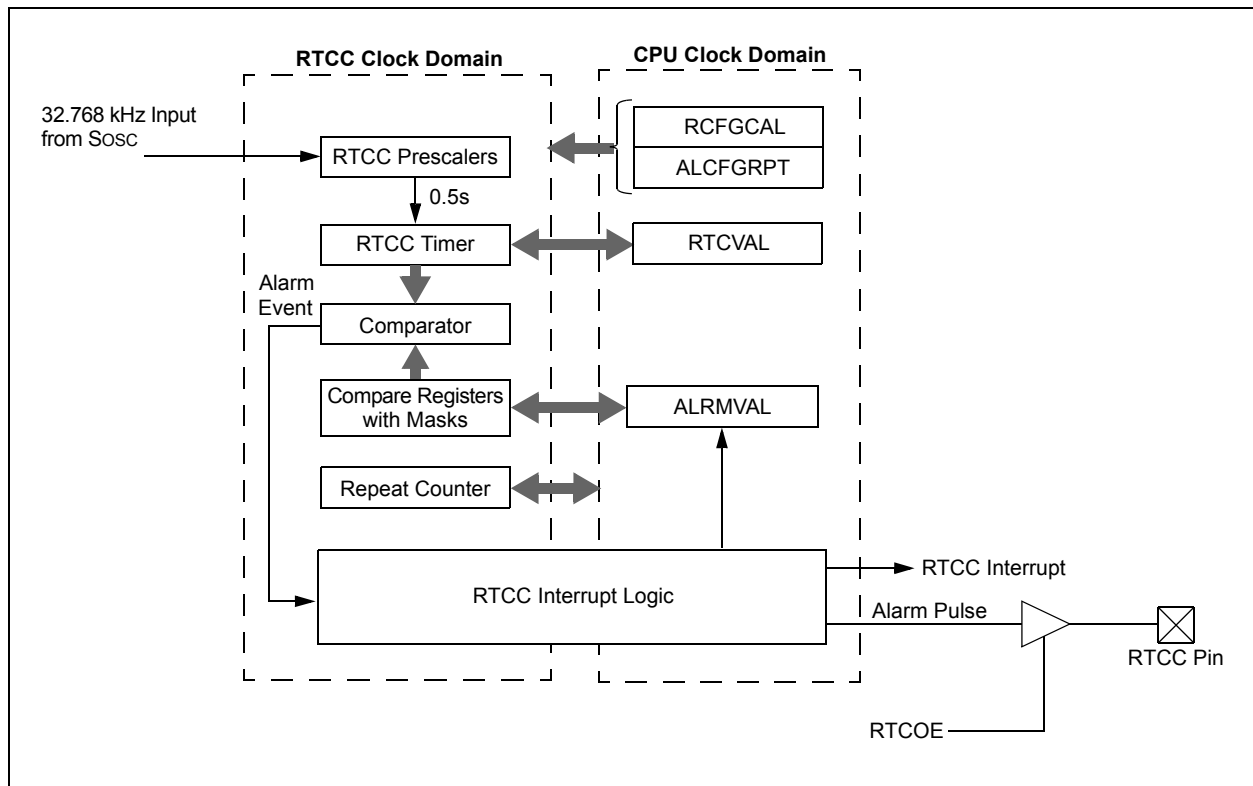 RTCC Clock Domain
CPU Clock Domain
32.768 kHz Input
from SOSC
RCFGCAL
ALCFGRPT
RTCC Prescalers
0.5s
RTCC Timer
RTCVAL
Alarm
Event
Comparator
Compare Registers
with Masks
ALRMVAL
Repeat Counter
RTCC Interrupt Logic
RTCC Interrupt
Alarm Pulse
RTCC Pin
RTCOE